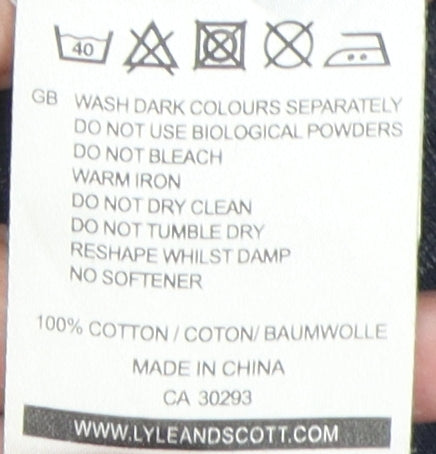 40
GB WASH DARK COLOURS SEPARATELY
DO NOT USE BIOLOGICAL POWDERS
DO NOT BLEACH
WARM IRON
DO NOT DRY CLEAN
DO NOT TUMBLE DRY
RESHAPE WHILST DAMP
NO SOFTENER
100% COTTON / COTON/ BAUMWOLLE
MADE IN CHINA
CA 30293
WWW.LYLEANDSCOTT.COM